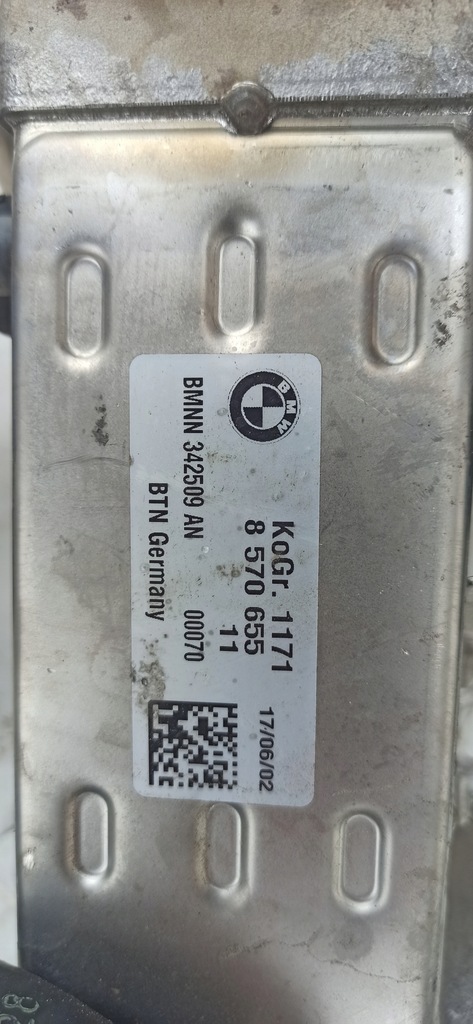 BMW
KoGr. 1171
8 570 655
11
17/06/02
BMNN 342509 AN 00070
BTN Germany